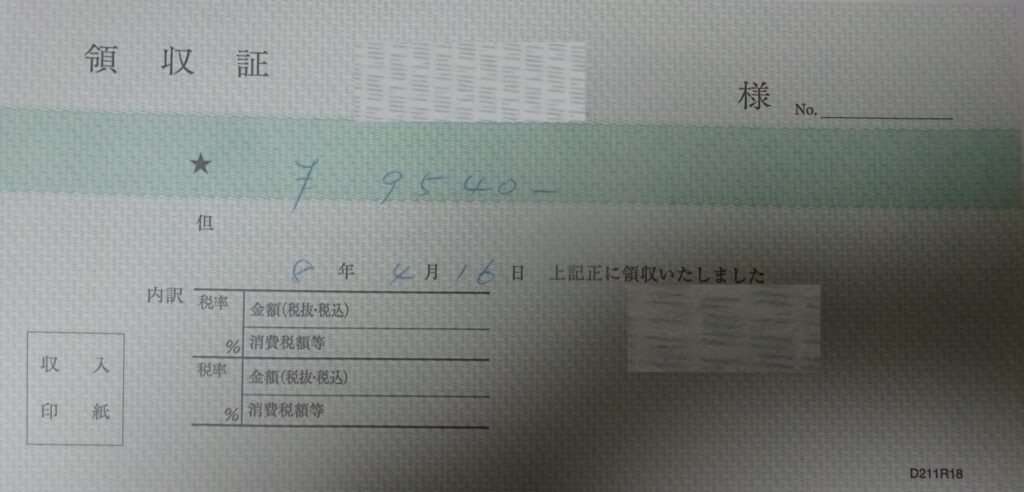 領収証
様 No.
★ ¥ 9540-
但
8年4月16日 上記正に領収いたしました
内訳 税率 % 金額(税抜・税込)
消費税額等
税率 % 金額(税抜・税込)
消費税額等
収入
印紙
D211R18